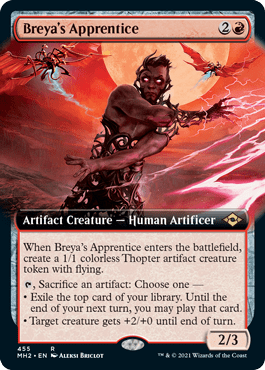 Breya's Apprentice 2
Artifact Creature — Human Artificer
When Breya's Apprentice enters the battlefield,
create a 1/1 colorless Thopter artifact creature
token with flying.
, Sacrifice an artifact: Choose one —
• Exile the top card of your library. Until the
end of your next turn, you may play that card.
• Target creature gets +2/+0 until end of turn.
2/3
455 R
MH2 • EN Aleksi Briclot ™ & © 2021 Wizards of the Coast